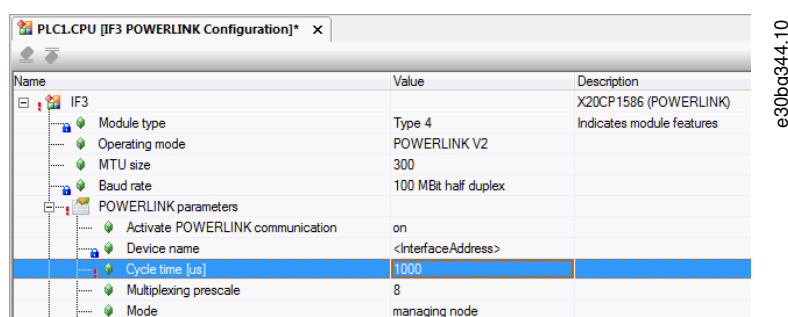 PLC1.CPU [IF3 POWERLINK Configuration]* X
Name Value Description
IF3 X20CP1586 (POWERLINK)
Module type Type 4 Indicates module features
Operating mode POWERLINK V2
MTU size 300
Baud rate 100 MBit half duplex
POWERLINK parameters
Activate POWERLINK communication on
Device name <InterfaceAddress>
Cycle time [us] 1000
Multiplexing prescale 8
Mode managing node
e30ba344.10